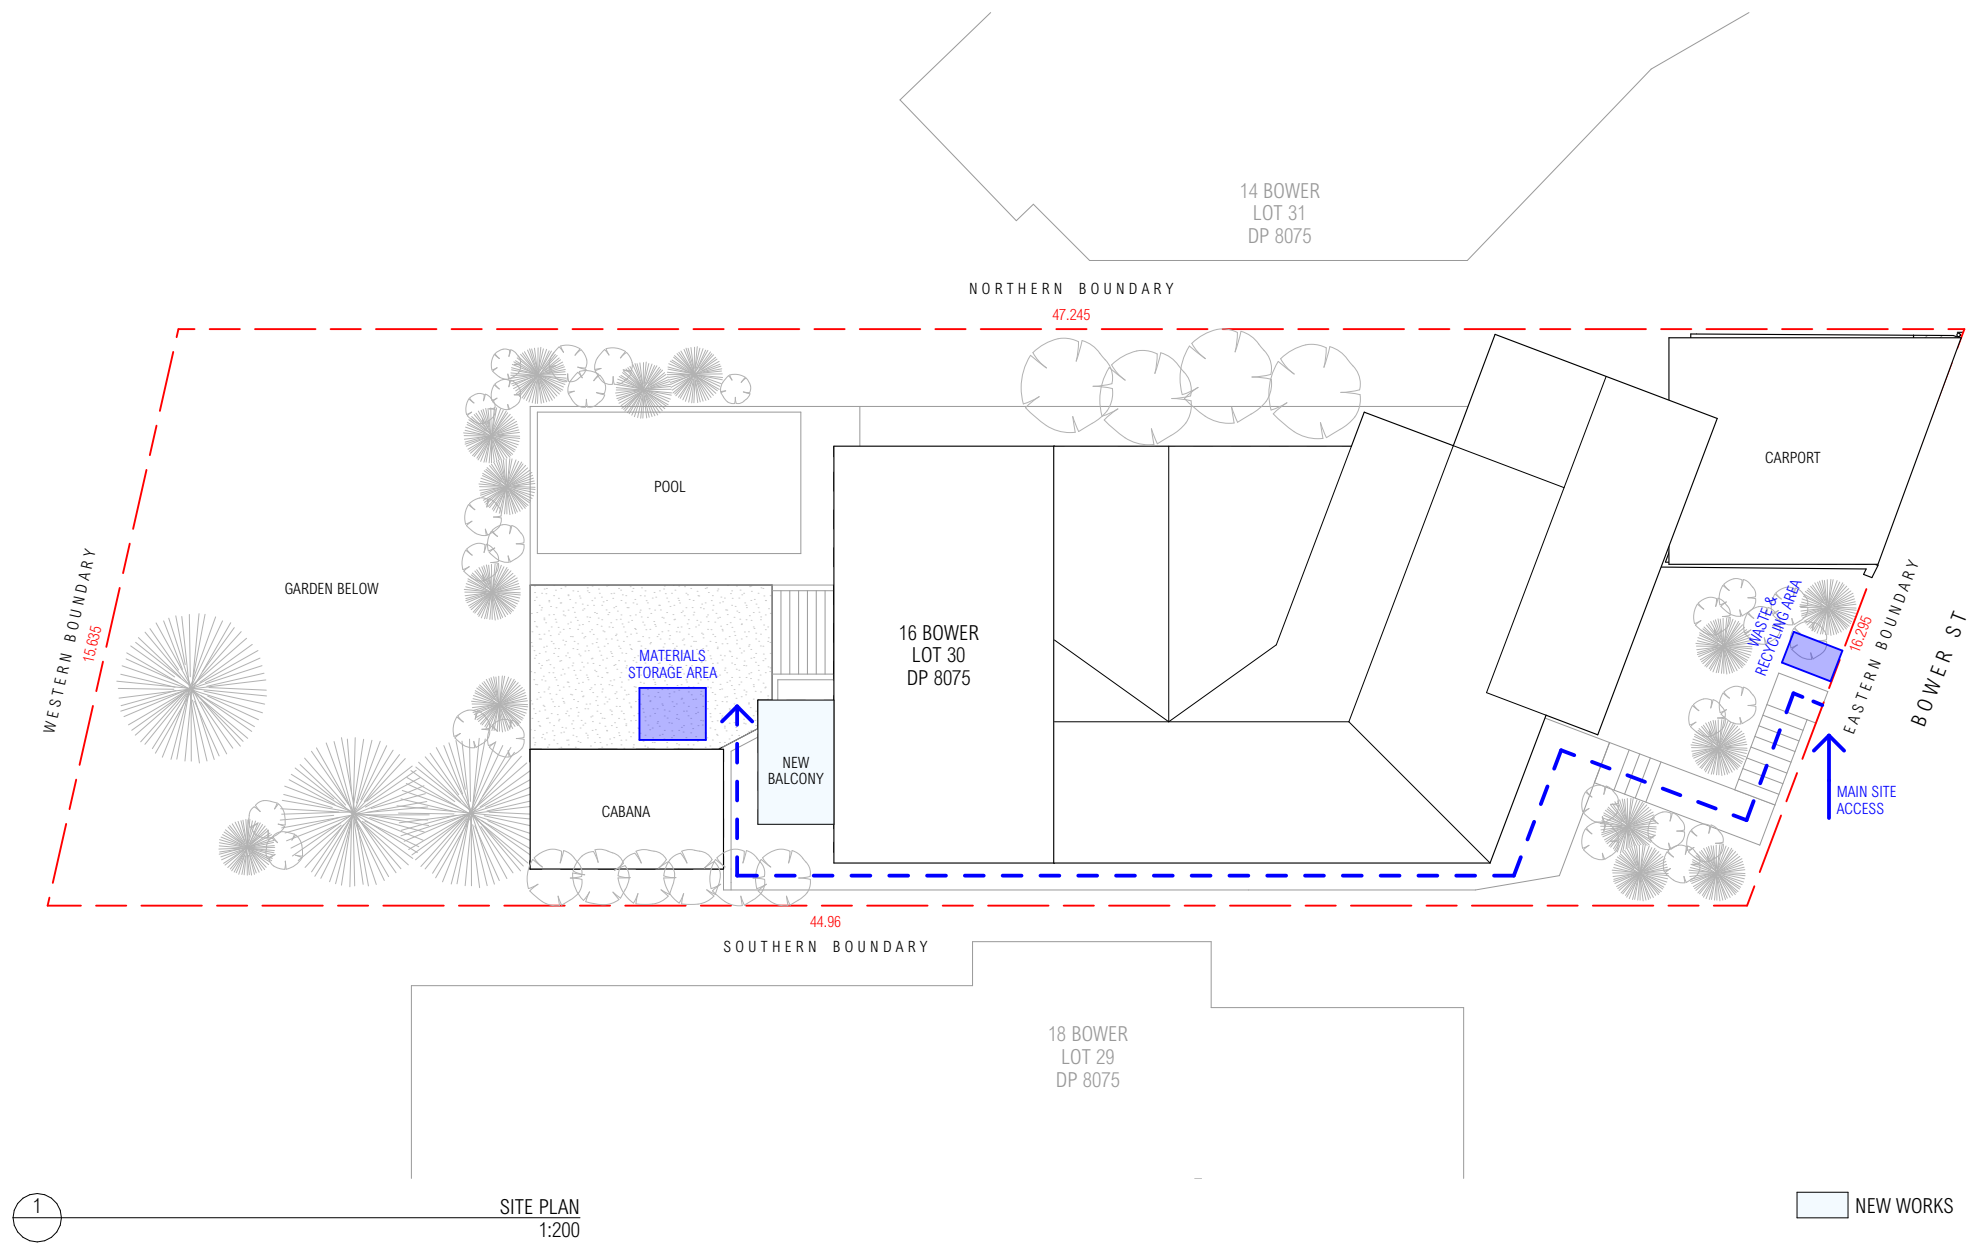 14 BOWER
LOT 31
DP 8075
NORTHERN BOUNDARY
47.245
CARPORT
POOL
GARDEN BELOW
WESTERN BOUNDARY
15.635
16 BOWER
LOT 30
DP 8075
MATERIALS
STORAGE AREA
WASTE &
RECYCLING AREA
16.295
EASTERN BOUNDARY
BOWER ST
NEW
BALCONY
CABANA
MAIN SITE
ACCESS
44.96
SOUTHERN BOUNDARY
18 BOWER
LOT 29
DP 8075
1
SITE PLAN
1:200
NEW WORKS